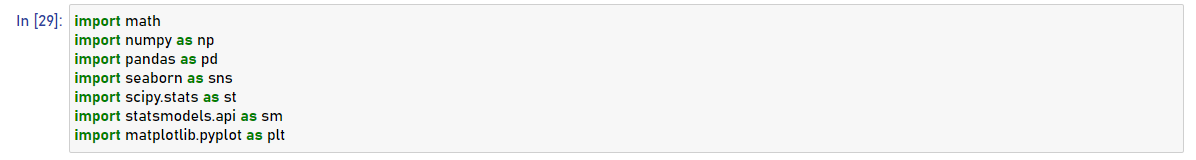 In [29]: import math
import numpy as np
import pandas as pd
import seaborn as sns
import scipy.stats as st
import statsmodels.api as sm
import matplotlib.pyplot as plt